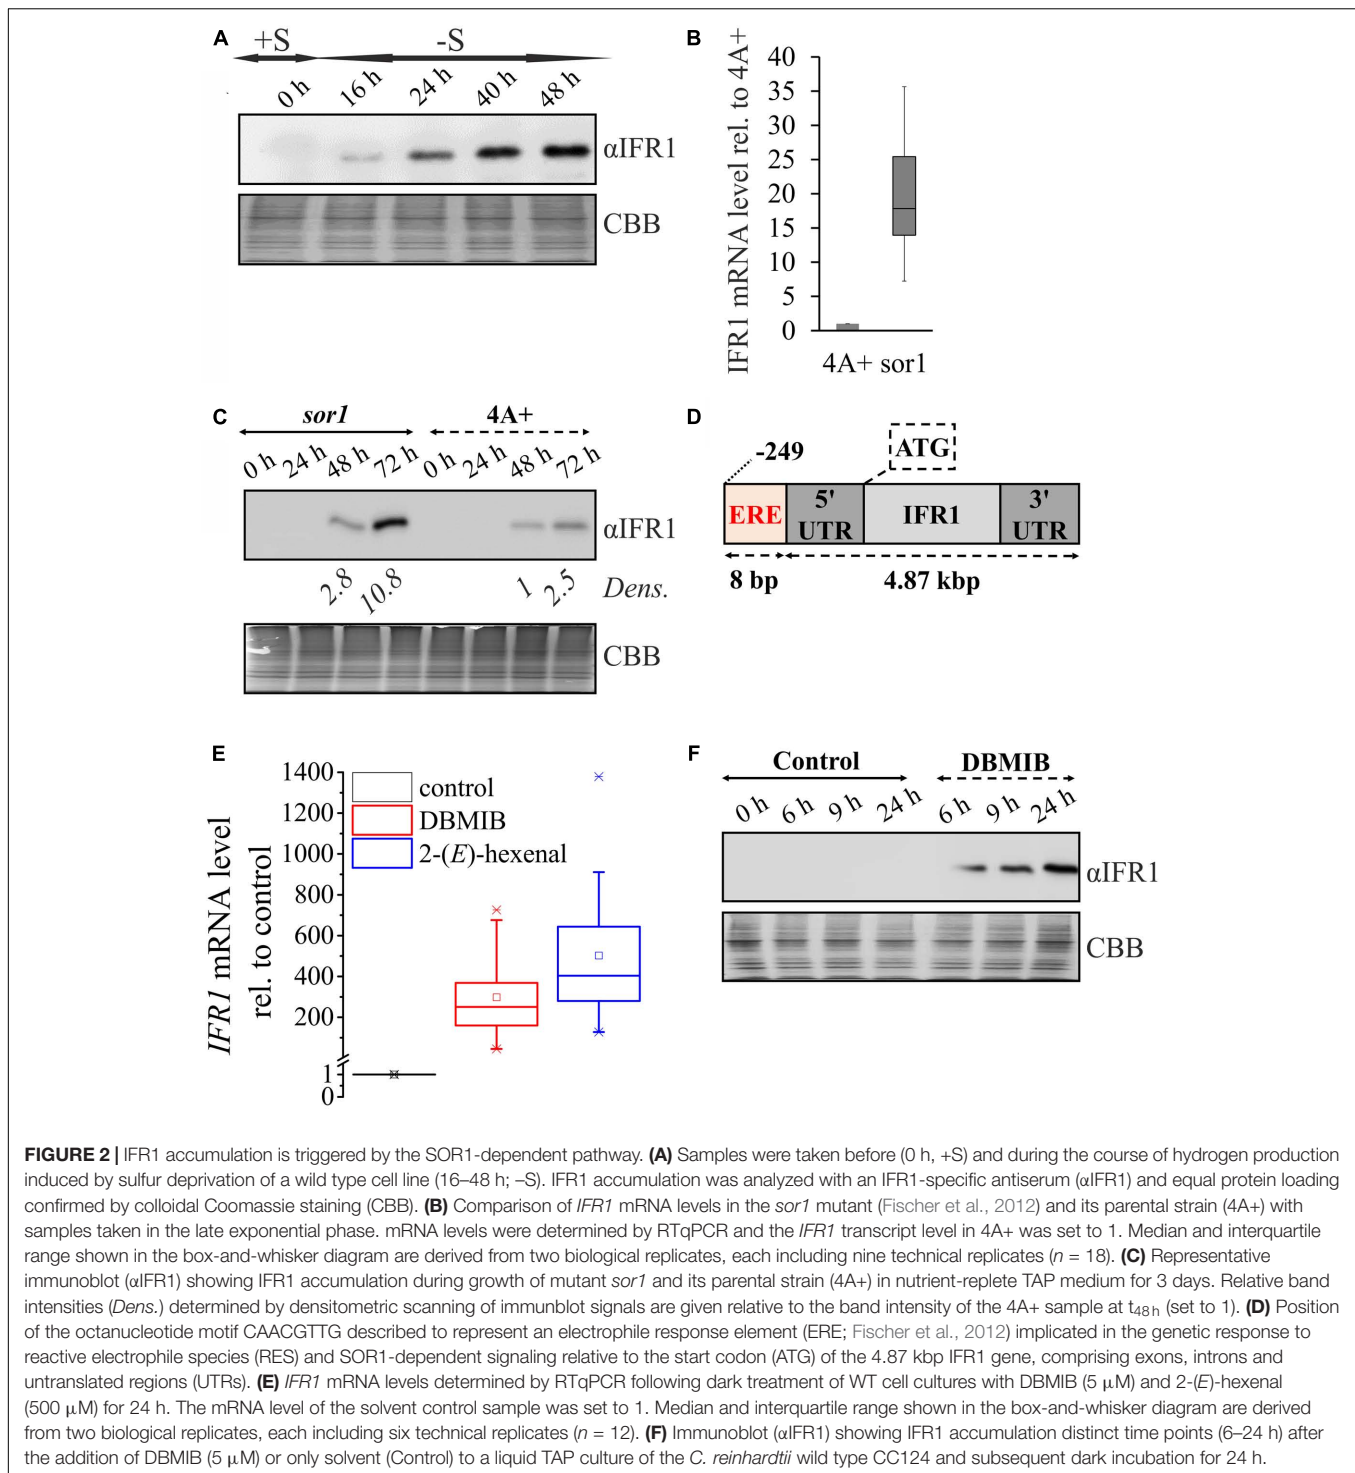 A
+S
-S
0 h
16 h
24 h
40 h
48 h
αIFR1
CBB
B
IFR1 mRNA level rel. to 4A+
40
35
30
25
20
15
10
5
0
4A+ sor1
C
sor1
4A+
0 h
24 h
48 h
72 h
0 h
24 h
48 h
72 h
αIFR1
2.8
10.8
1
2.5
Dens.
CBB
D
-249
ATG
ERE
5' UTR
IFR1
3' UTR
8 bp
4.87 kbp
E
IFR1 mRNA level
rel. to control
1400
1200
1000
800
600
400
200
1
0
control
DBMIB
2-(E)-hexenal
F
Control
DBMIB
0 h
6 h
9 h
24 h
6 h
9 h
24 h
αIFR1
CBB
FIGURE 2 | IFR1 accumulation is triggered by the SOR1-dependent pathway. (A) Samples were taken before (0 h, +S) and during the course of hydrogen production
induced by sulfur deprivation of a wild type cell line (16–48 h; –S). IFR1 accumulation was analyzed with an IFR1-specific antiserum (αIFR1) and equal protein loading
confirmed by colloidal Coomassie staining (CBB). (B) Comparison of IFR1 mRNA levels in the sor1 mutant (Fischer et al., 2012) and its parental strain (4A+) with
samples taken in the late exponential phase. mRNA levels were determined by RTqPCR and the IFR1 transcript level in 4A+ was set to 1. Median and interquartile
range shown in the box-and-whisker diagram are derived from two biological replicates, each including nine technical replicates (n = 18). (C) Representative
immunoblot (αIFR1) showing IFR1 accumulation during growth of mutant sor1 and its parental strain (4A+) in nutrient-replete TAP medium for 3 days. Relative band
intensities (Dens.) determined by densitometric scanning of immunblot signals are given relative to the band intensity of the 4A+ sample at t48 h (set to 1). (D) Position
of the octanucleotide motif CAACGTTG described to represent an electrophile response element (ERE; Fischer et al., 2012) implicated in the genetic response to
reactive electrophile species (RES) and SOR1-dependent signaling relative to the start codon (ATG) of the 4.87 kbp IFR1 gene, comprising exons, introns and
untranslated regions (UTRs). (E) IFR1 mRNA levels determined by RTqPCR following dark treatment of WT cell cultures with DBMIB (5 μM) and 2-(E)-hexenal
(500 μM) for 24 h. The mRNA level of the solvent control sample was set to 1. Median and interquartile range shown in the box-and-whisker diagram are derived
from two biological replicates, each including six technical replicates (n = 12). (F) Immunoblot (αIFR1) showing IFR1 accumulation distinct time points (6–24 h) after
the addition of DBMIB (5 μM) or only solvent (Control) to a liquid TAP culture of the C. reinhardtii wild type CC124 and subsequent dark incubation for 24 h.